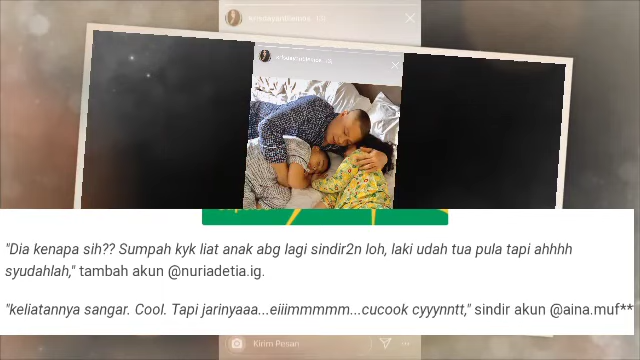 "Dia kenapa sih?? Sumpah kyk liat anak abg lagi sindir2n loh, laki udah tua pula tapi ahhhh
syudahlah," tambah akun @nuriadetia.ig.
"keliatannya sangar. Cool. Tapi jarinyaaa...eiiimmmmm...cucook cyyynntt," sindir akun @aina.muf**
Kirim Pesan